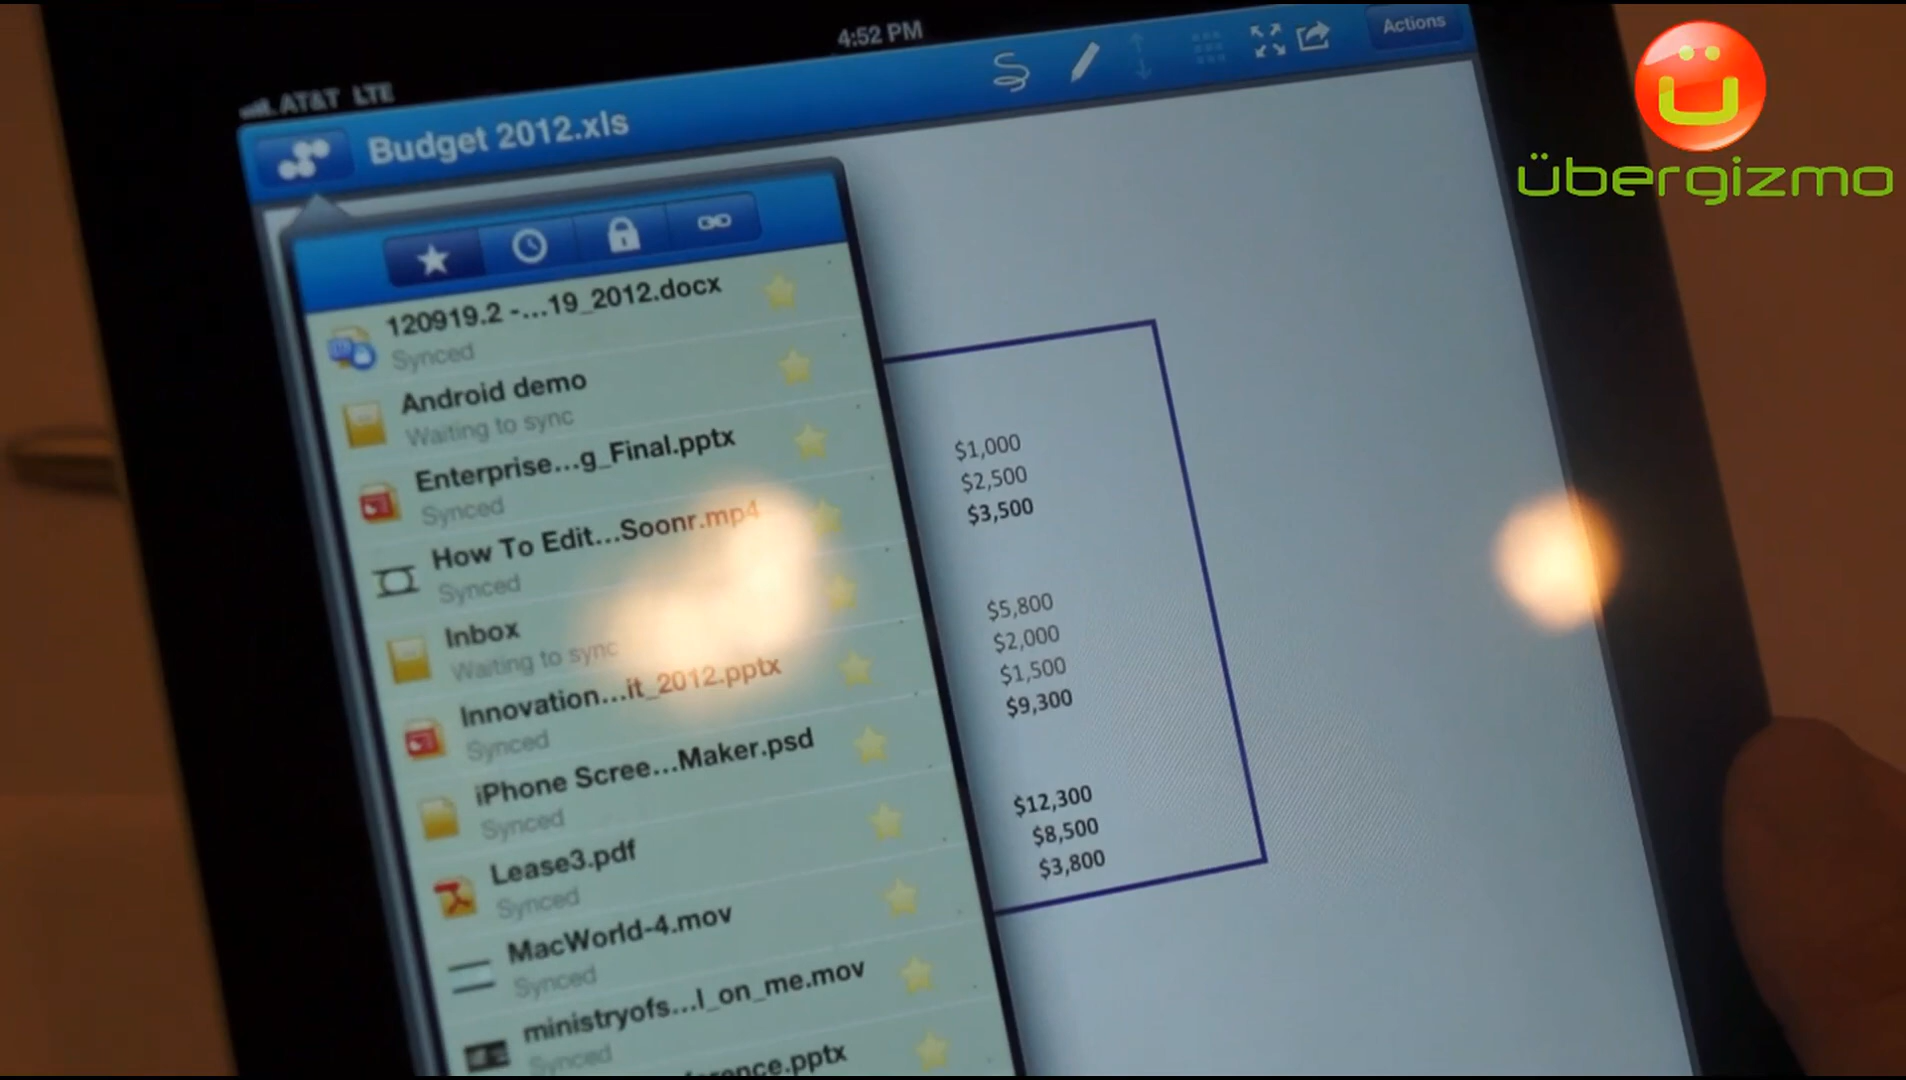 4:52 PM
AT&T LTE
Actions
Budget 2012.xls
übergizmo
120919.2 -...19_2012.docx
Synced
Android demo
Waiting to sync
Enterprise...g_Final.pptx
Synced
How To Edit...Soonr.mp4
Synced
Inbox
Waiting to sync
Innovation...it_2012.pptx
Synced
iPhone Scree...Maker.psd
Synced
Lease3.pdf
Synced
MacWorld-4.mov
Synced
ministryofs...l_on_me.mov
Synced
ference.pptx
$1,000
$2,500
$3,500
$5,800
$2,000
$1,500
$9,300
$12,300
$8,500
$3,800